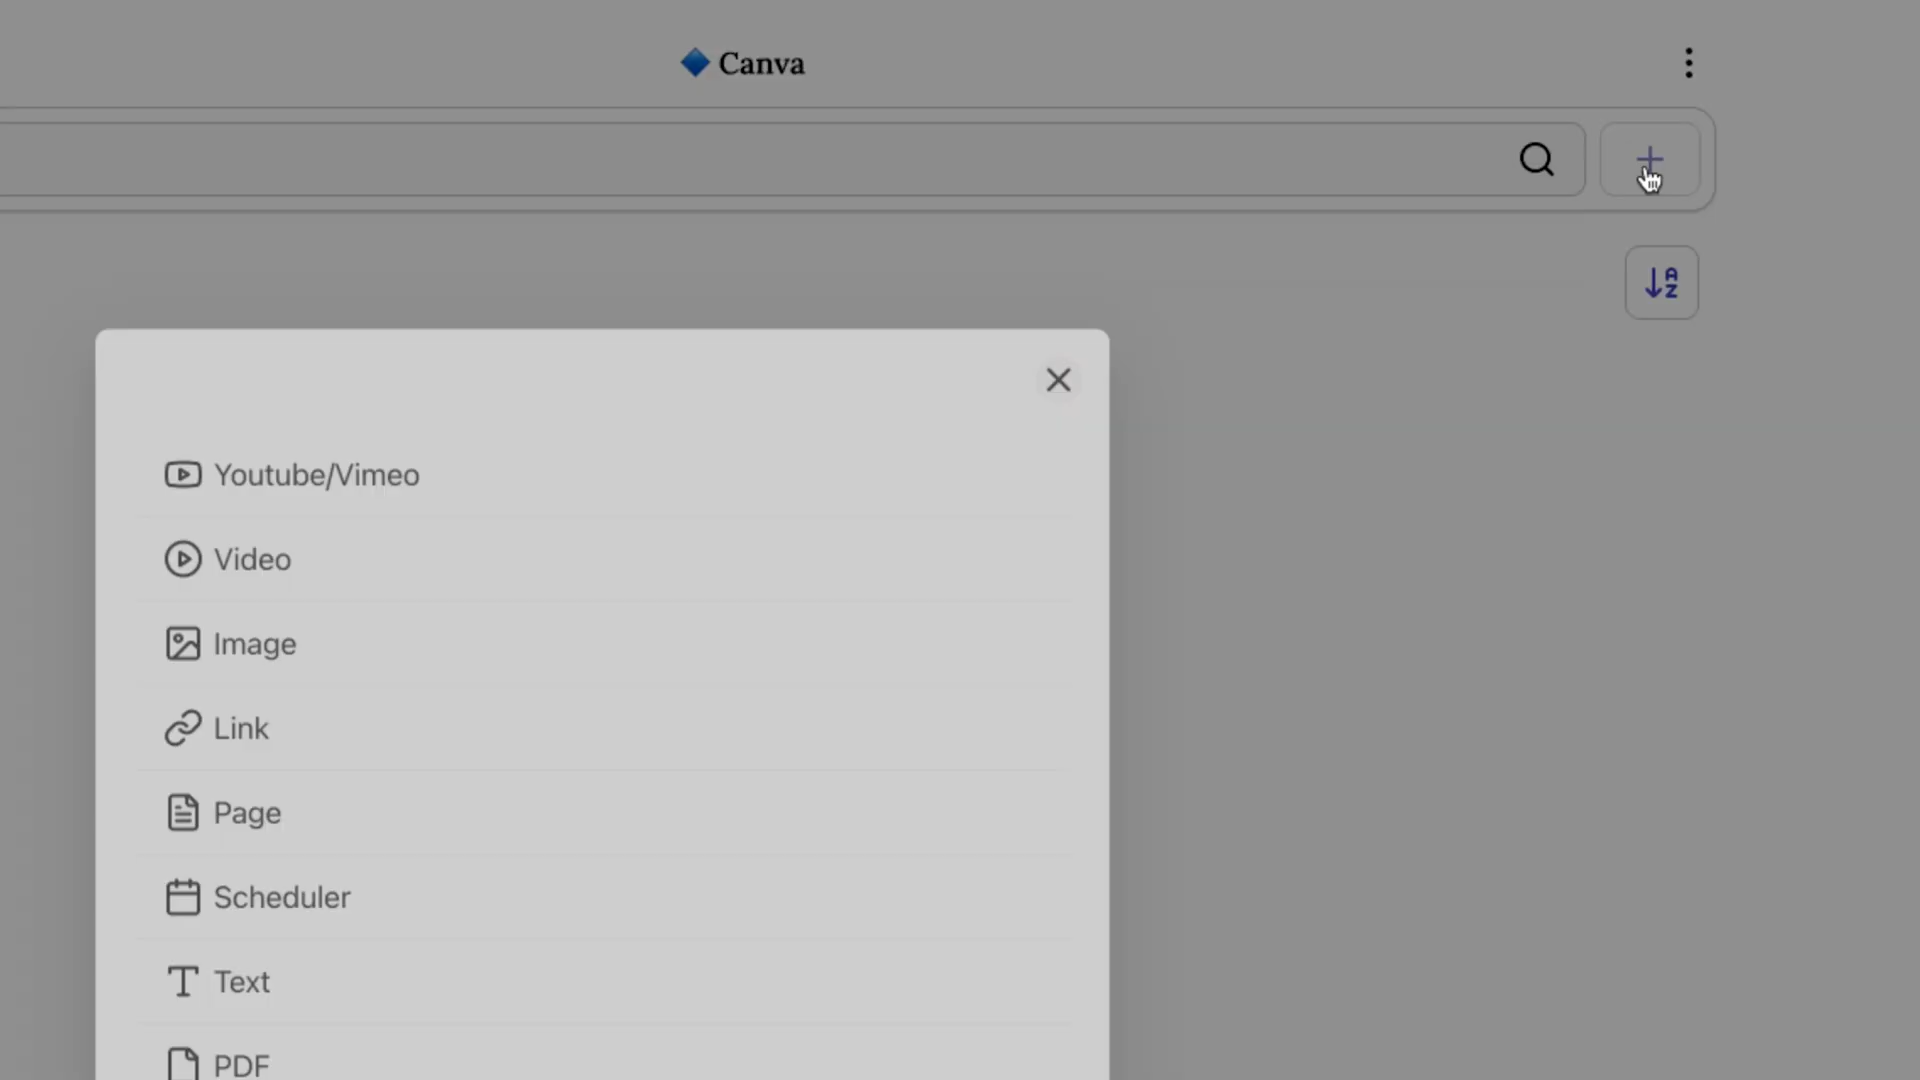 Canva
Youtube/Vimeo
Video
Image
Link
Page
Scheduler
Text
PDF